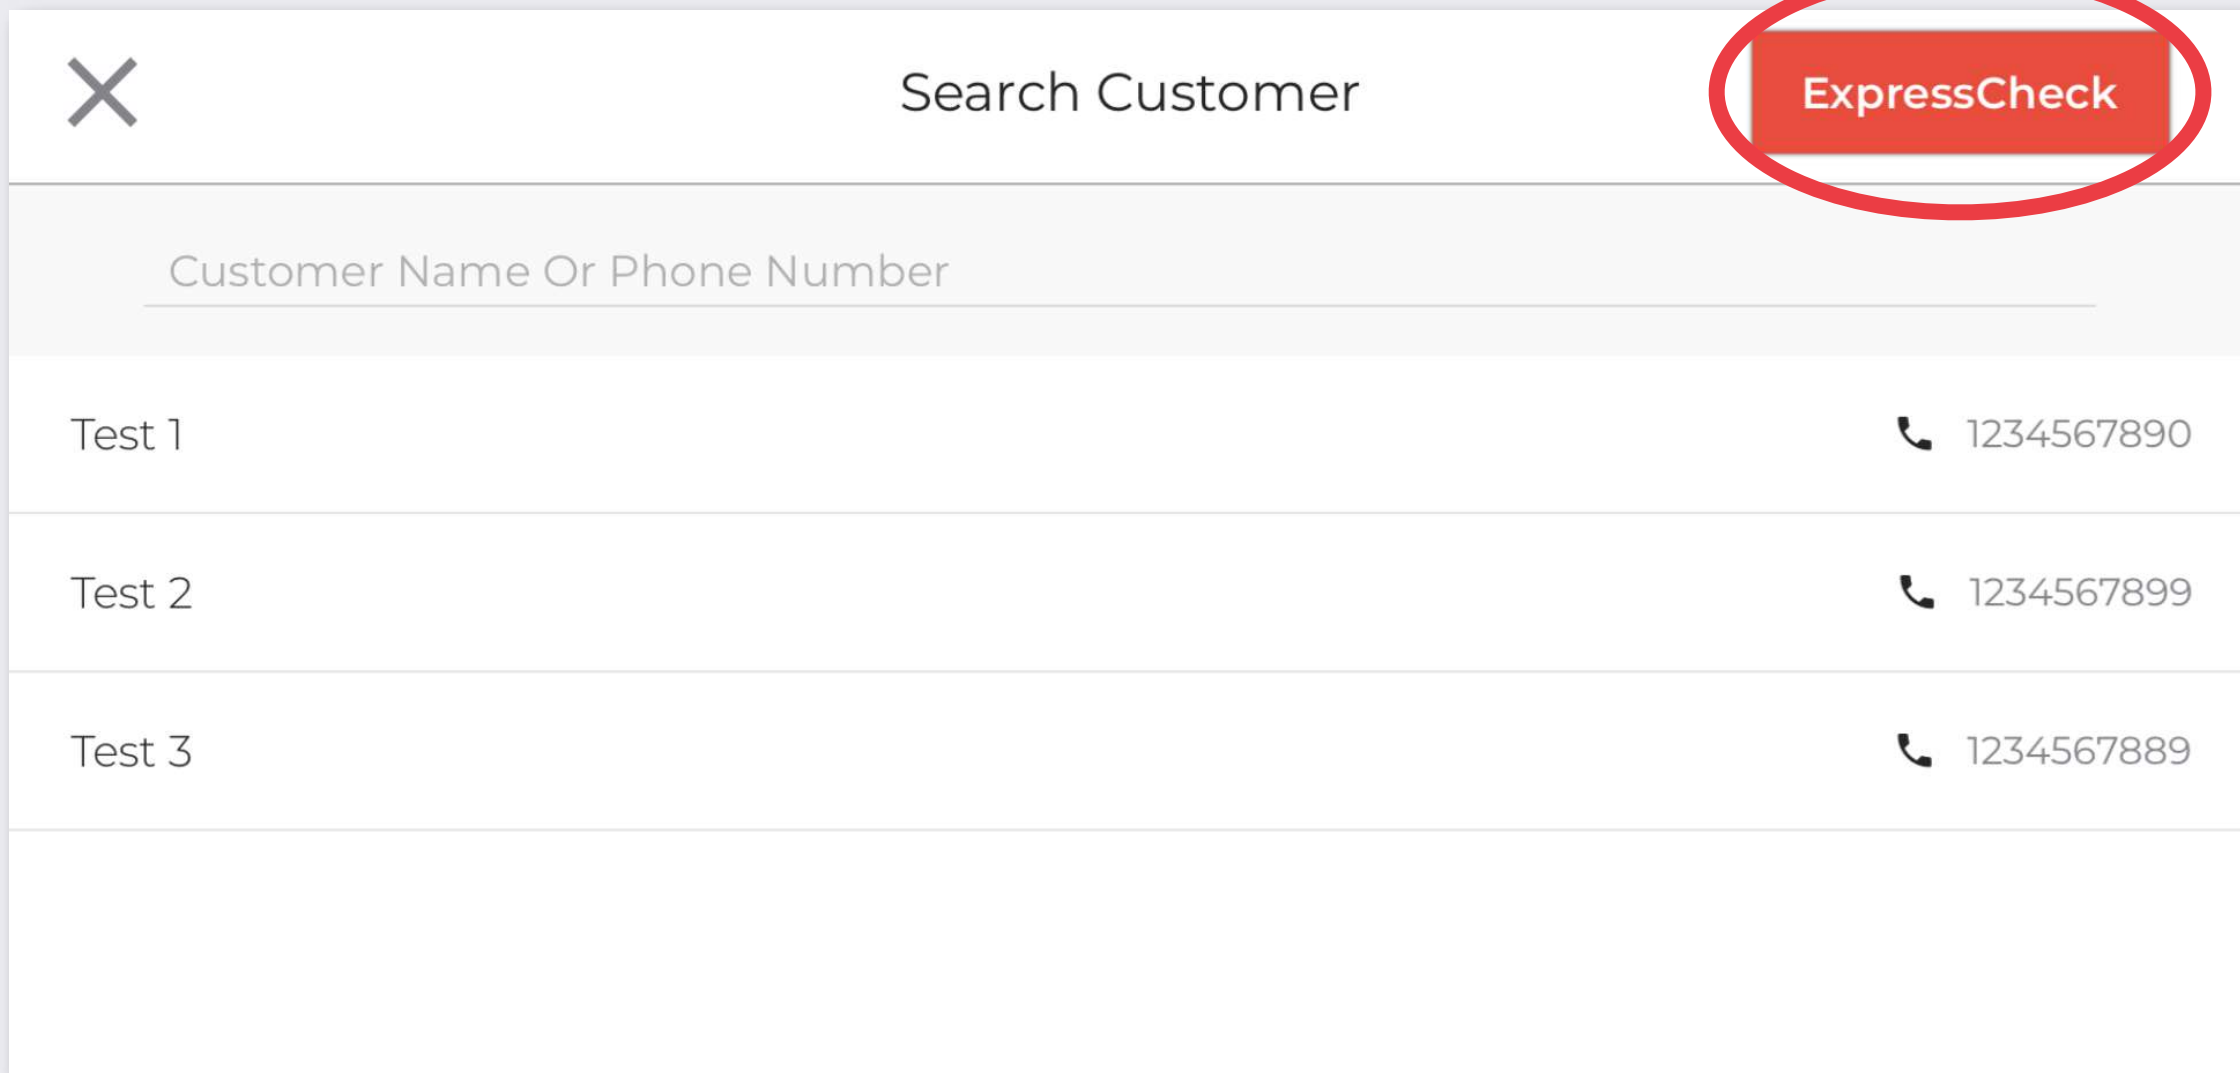 Search Customer
ExpressCheck
Customer Name Or Phone Number
Test 1 1234567890
Test 2 1234567899
Test 3 1234567889